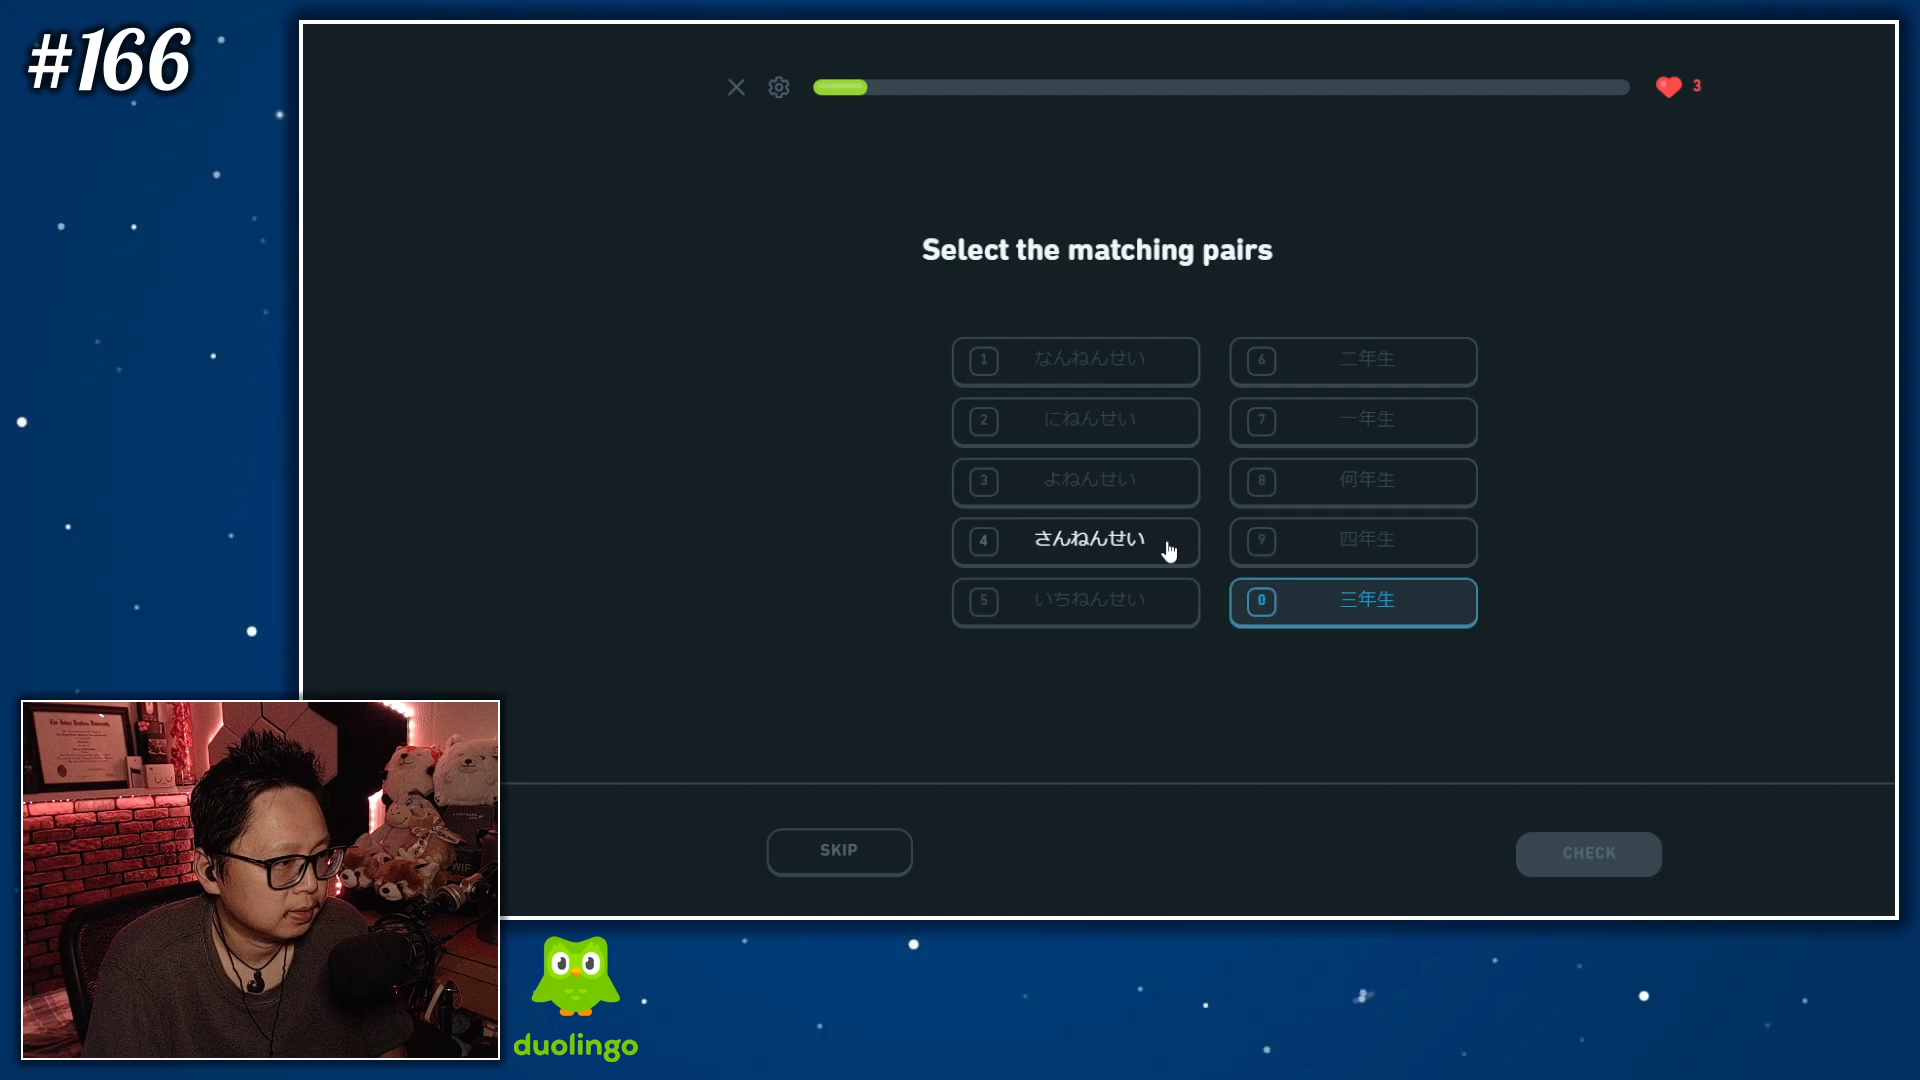 #166
3
Select the matching pairs
1 なんねんせい 6 二年生
2 にねんせい 7 一年生
3 よねんせい 8 何年生
4 さんねんせい 9 四年生
5 いちねんせい 0 三年生
SKIP
CHECK
duolingo